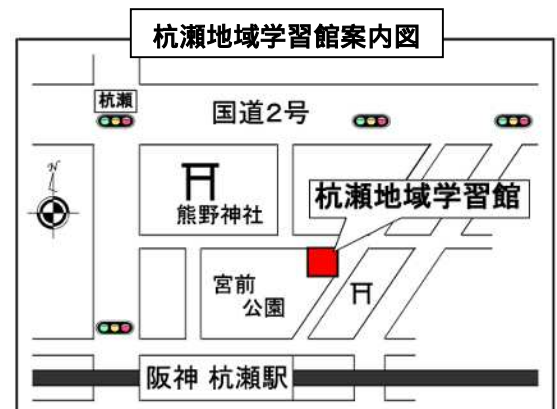 杭瀬地域学習館案内図
杭瀬
国道2号
N
熊野神社
杭瀬地域学習館
宮前
公園
阪神 杭瀬駅